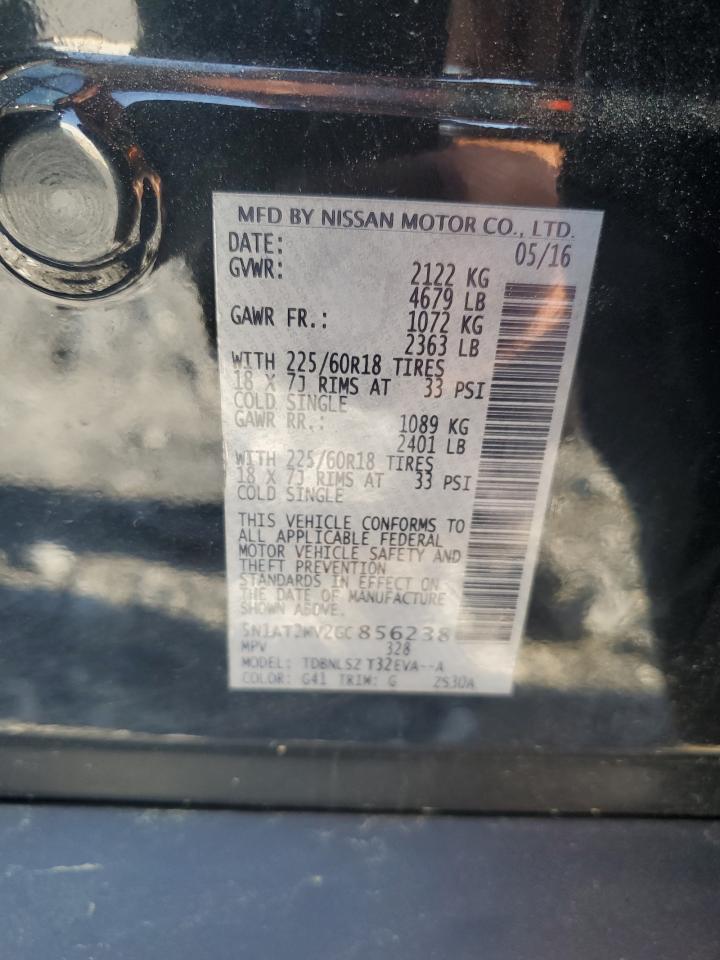 MFD BY NISSAN MOTOR CO., LTD.
DATE: 05/16
GVWR: 2122 KG
4679 LB
GAWR FR.: 1072 KG
2363 LB
WITH 225/60R18 TIRES
18 X 7J RIMS AT 33 PSI
COLD SINGLE
GAWR RR.: 1089 KG
2401 LB
WITH 225/60R18 TIRES
18 X 7J RIMS AT 33 PSI
COLD SINGLE
THIS VEHICLE CONFORMS TO
ALL APPLICABLE FEDERAL
MOTOR VEHICLE SAFETY AND
THEFT PREVENTION
STANDARDS IN EFFECT ON
THE DATE OF MANUFACTURE
SHOWN ABOVE.
5N1AT2MV2GC856238
MPV 328
MODEL: TDBNLSZ T32EVA--A
COLOR: G41 TRIM: G 2S30A